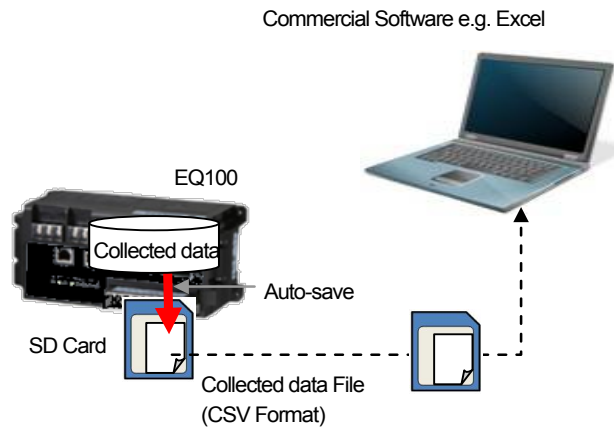 Commercial Software e.g. Excel
EQ100
Collected data
Auto-save
SD Card
Collected data File
(CSV Format)